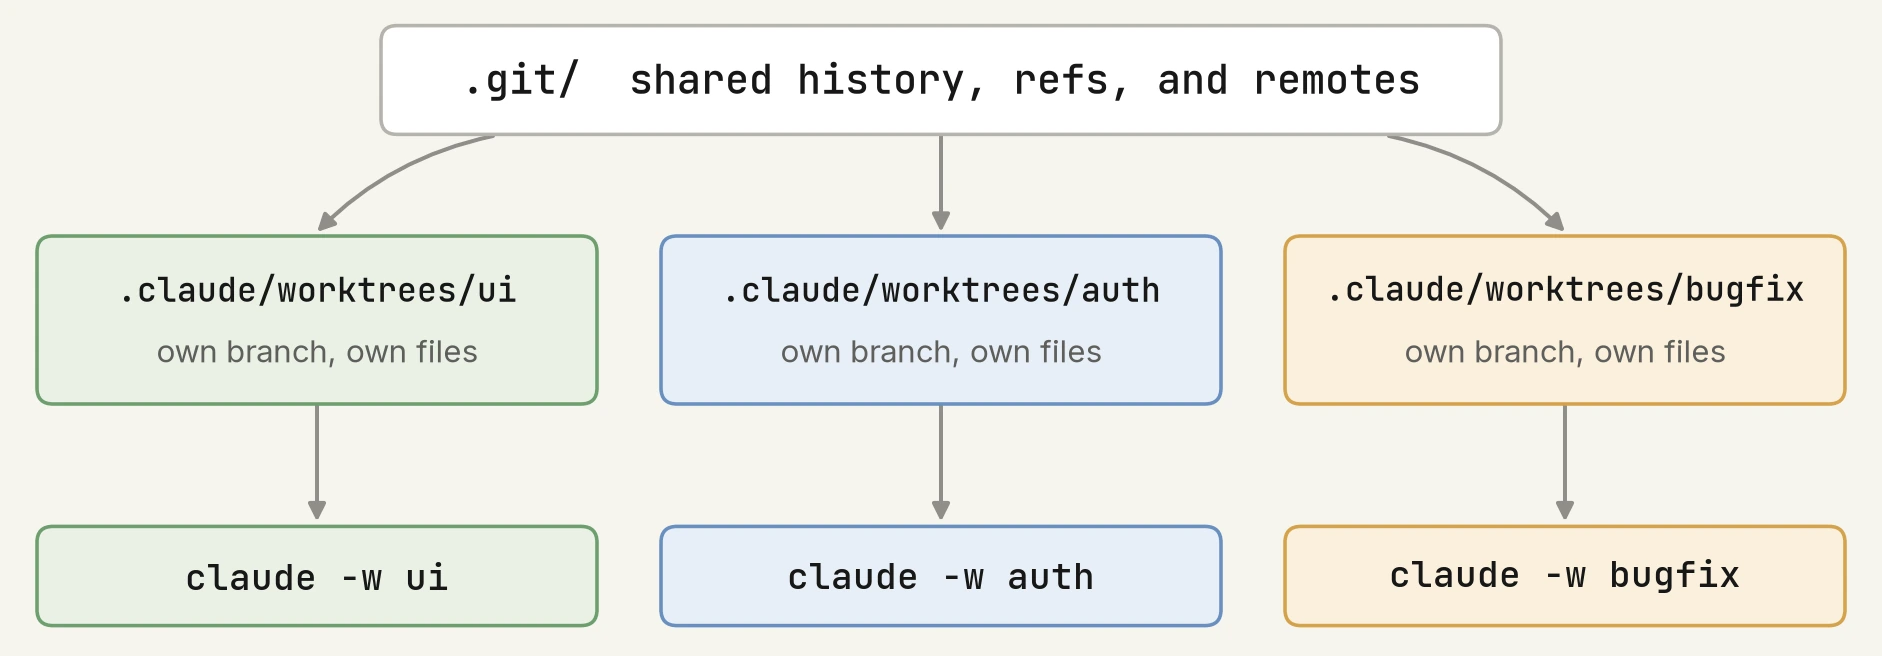 .git/  shared history, refs, and remotes
.claude/worktrees/ui
own branch, own files
.claude/worktrees/auth
own branch, own files
.claude/worktrees/bugfix
own branch, own files
claude -w ui
claude -w auth
claude -w bugfix